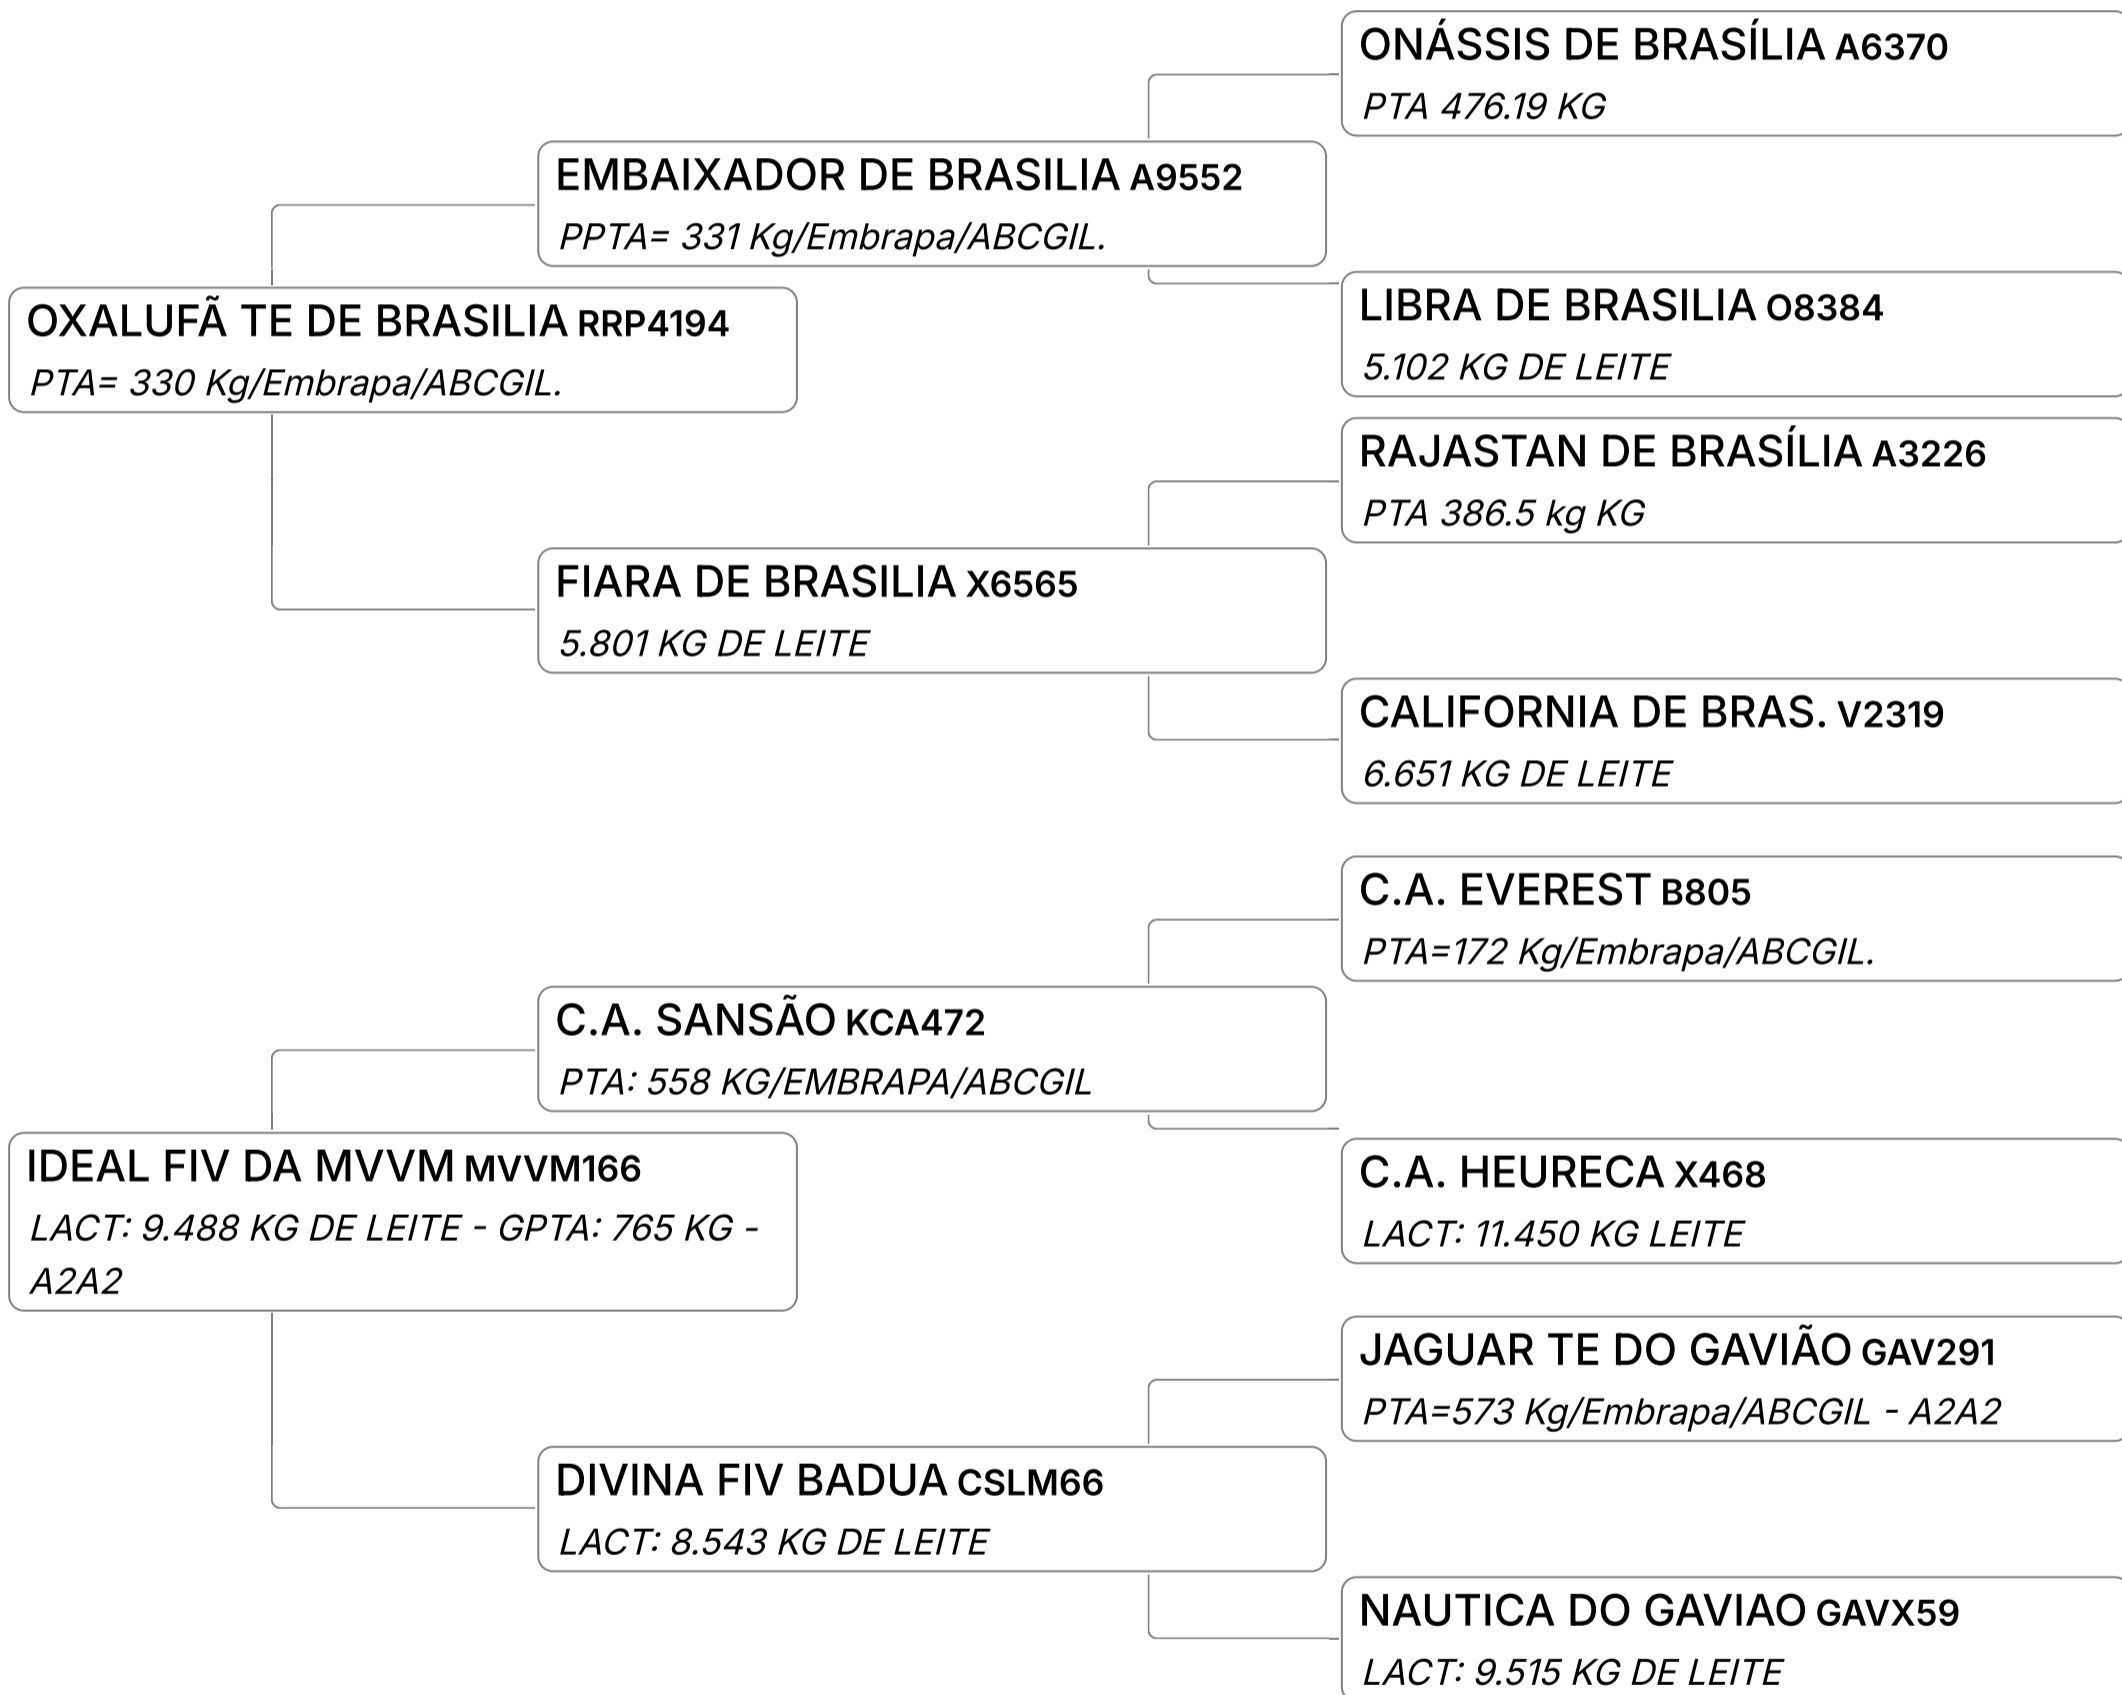 ONÁSSIS DE BRASÍLIA A6370
PTA 476.19 KG
EMBAIXADOR DE BRASILIA A9552
PPTA= 331 Kg/Embrapa/ABCGIL.
LIBRA DE BRASILIA O8384
5.102 KG DE LEITE
OXALUFÃ TE DE BRASILIA RRP4194
PTA= 330 Kg/Embrapa/ABCGIL.
RAJASTAN DE BRASÍLIA A3226
PTA 386.5 kg KG
FIARA DE BRASILIA X6565
5.801 KG DE LEITE
CALIFORNIA DE BRAS. V2319
6.651 KG DE LEITE
C.A. EVEREST B805
PTA=172 Kg/Embrapa/ABCGIL.
C.A. SANSÃO KCA472
PTA: 558 KG/EMBRAPA/ABCGIL
C.A. HEURECA X468
LACT: 11.450 KG LEITE
IDEAL FIV DA MVVM MVVM166
LACT: 9.488 KG DE LEITE - GPTA: 765 KG -
A2A2
JAGUAR TE DO GAVIÃO GAV291
PTA=573 Kg/Embrapa/ABCGIL - A2A2
DIVINA FIV BADUA CSLM66
LACT: 8.543 KG DE LEITE
NAUTICA DO GAVIAO GAVX59
LACT: 9.515 KG DE LEITE